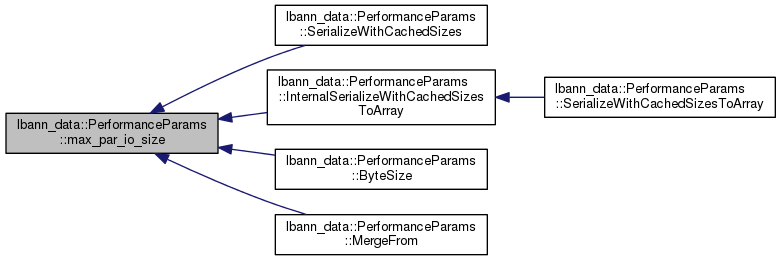 lbann_data::PerformanceParams
::SerializeWithCachedSizes
lbann_data::PerformanceParams
::InternalSerializeWithCachedSizes
ToArray
lbann_data::PerformanceParams
::SerializeWithCachedSizesToArray
lbann_data::PerformanceParams
::max_par_io_size
lbann_data::PerformanceParams
::ByteSize
lbann_data::PerformanceParams
::MergeFrom